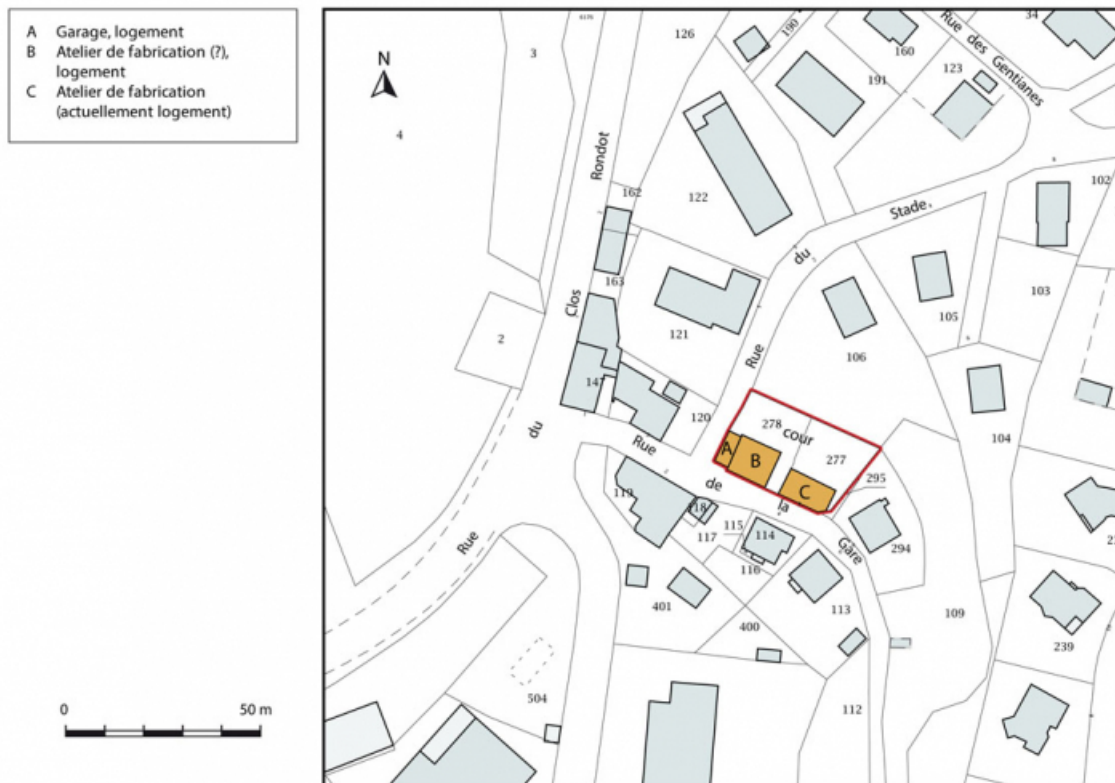 A Garage, logement
B Atelier de fabrication (?),
logement
C Atelier de fabrication
(actuellement logement)
N
0 50 m
4
3
126
190
160
191
Rue des Gentianes
34
123
102
Rondot
162
122
Stade
du
Rue
163
Clos
121
105
103
2
106
147
120
104
278
cour
277
A
B
C
295
Rue
de
la
Gare
du
Rue
119
118
117
115
114
116
294
113
109
401
400
239
504
112